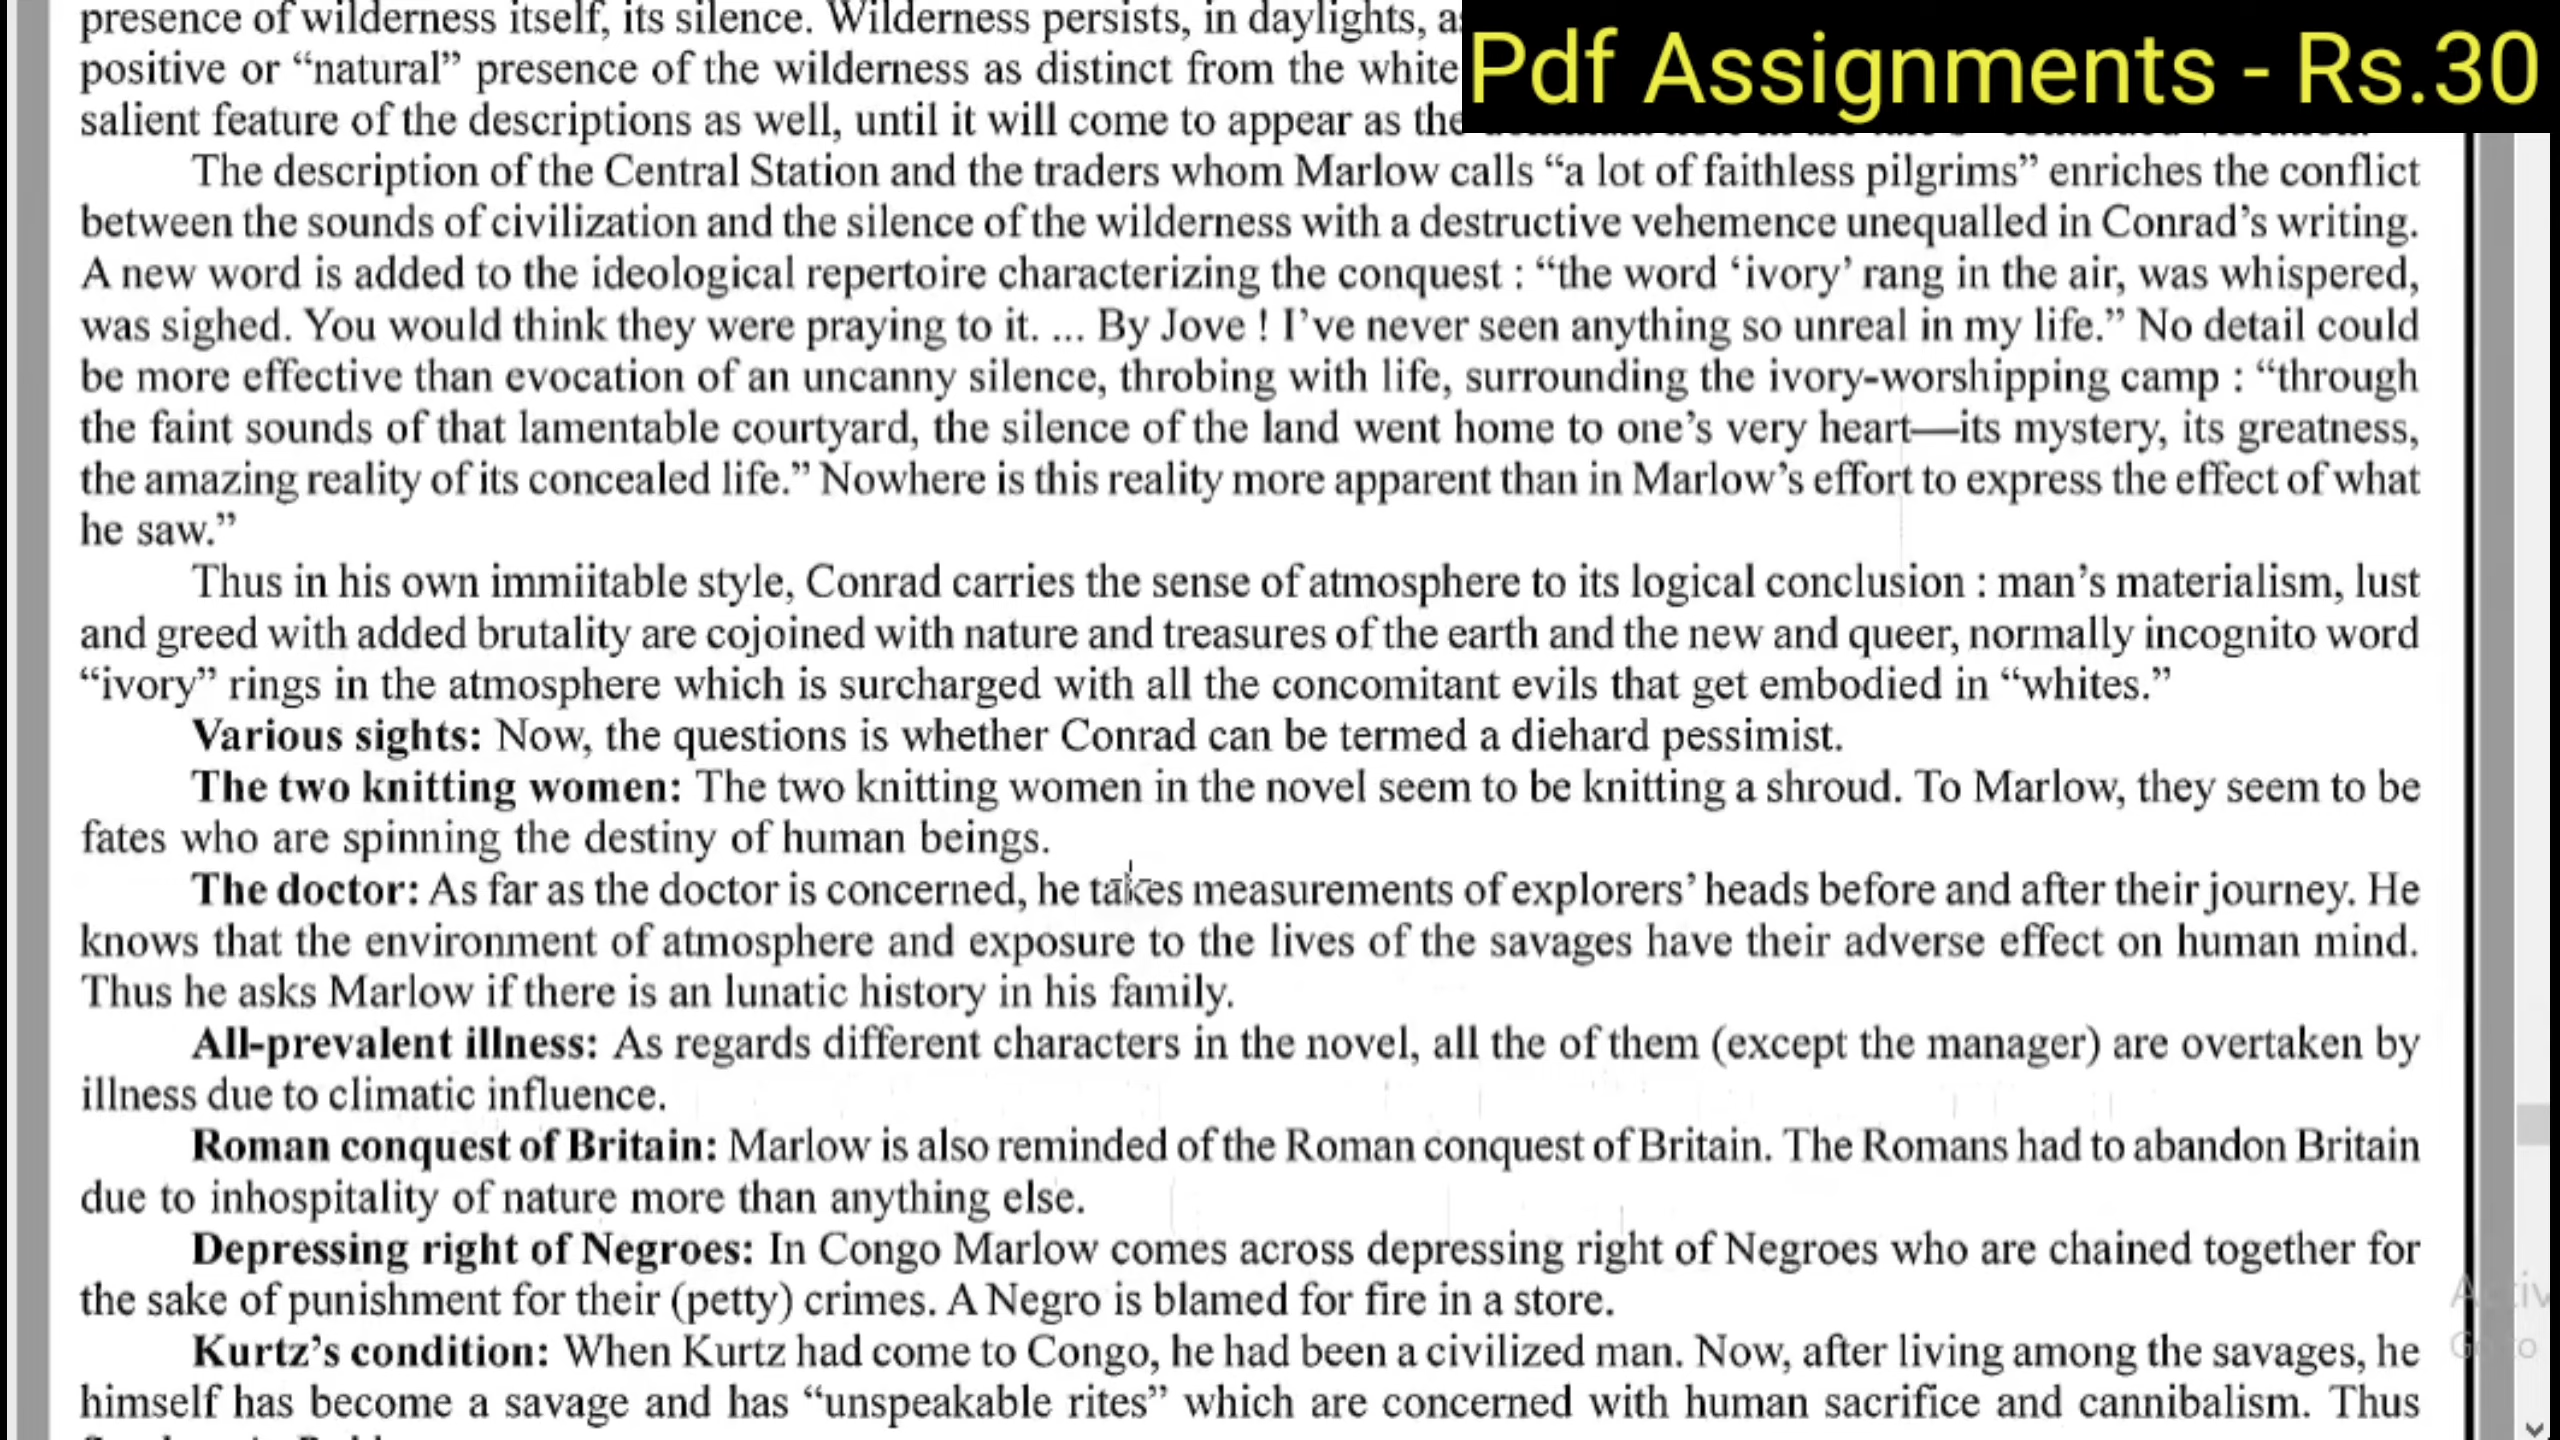 presence of wilderness itself, its silence. Wilderness persists, in daylights,
Pdf Assignments - Rs.30
positive or “natural” presence of the wilderness as distinct from the white
salient feature of the descriptions as well, until it will come to appear as the
The description of the Central Station and the traders whom Marlow calls “a lot of faithless pilgrims” enriches the conflict
between the sounds of civilization and the silence of the wilderness with a destructive vehemence unequalled in Conrad’s writing.
A new word is added to the ideological repertoire characterizing the conquest : “the word ‘ivory’ rang in the air, was whispered,
was sighed. You would think they were praying to it. ... By Jove ! I’ve never seen anything so unreal in my life.” No detail could
be more effective than evocation of an uncanny silence, throbing with life, surrounding the ivory-worshipping camp : “through
the faint sounds of that lamentable courtyard, the silence of the land went home to one’s very heart—its mystery, its greatness,
the amazing reality of its concealed life.” Nowhere is this reality more apparent than in Marlow’s effort to express the effect of what
he saw.”
Thus in his own immiitable style, Conrad carries the sense of atmosphere to its logical conclusion : man’s materialism, lust
and greed with added brutality are cojoined with nature and treasures of the earth and the new and queer, normally incognito word
“ivory” rings in the atmosphere which is surcharged with all the concomitant evils that get embodied in “whites.”
Various sights: Now, the questions is whether Conrad can be termed a diehard pessimist.
The two knitting women: The two knitting women in the novel seem to be knitting a shroud. To Marlow, they seem to be
fates who are spinning the destiny of human beings.
The doctor: As far as the doctor is concerned, he takes measurements of explorers’ heads before and after their journey. He
knows that the environment of atmosphere and exposure to the lives of the savages have their adverse effect on human mind.
Thus he asks Marlow if there is an lunatic history in his family.
All-prevalent illness: As regards different characters in the novel, all the of them (except the manager) are overtaken by
illness due to climatic influence.
Roman conquest of Britain: Marlow is also reminded of the Roman conquest of Britain. The Romans had to abandon Britain
due to inhospitality of nature more than anything else.
Depressing right of Negroes: In Congo Marlow comes across depressing right of Negroes who are chained together for
the sake of punishment for their (petty) crimes. A Negro is blamed for fire in a store.
Kurtz’s condition: When Kurtz had come to Congo, he had been a civilized man. Now, after living among the savages, he
himself has become a savage and has “unspeakable rites” which are concerned with human sacrifice and cannibalism. Thus